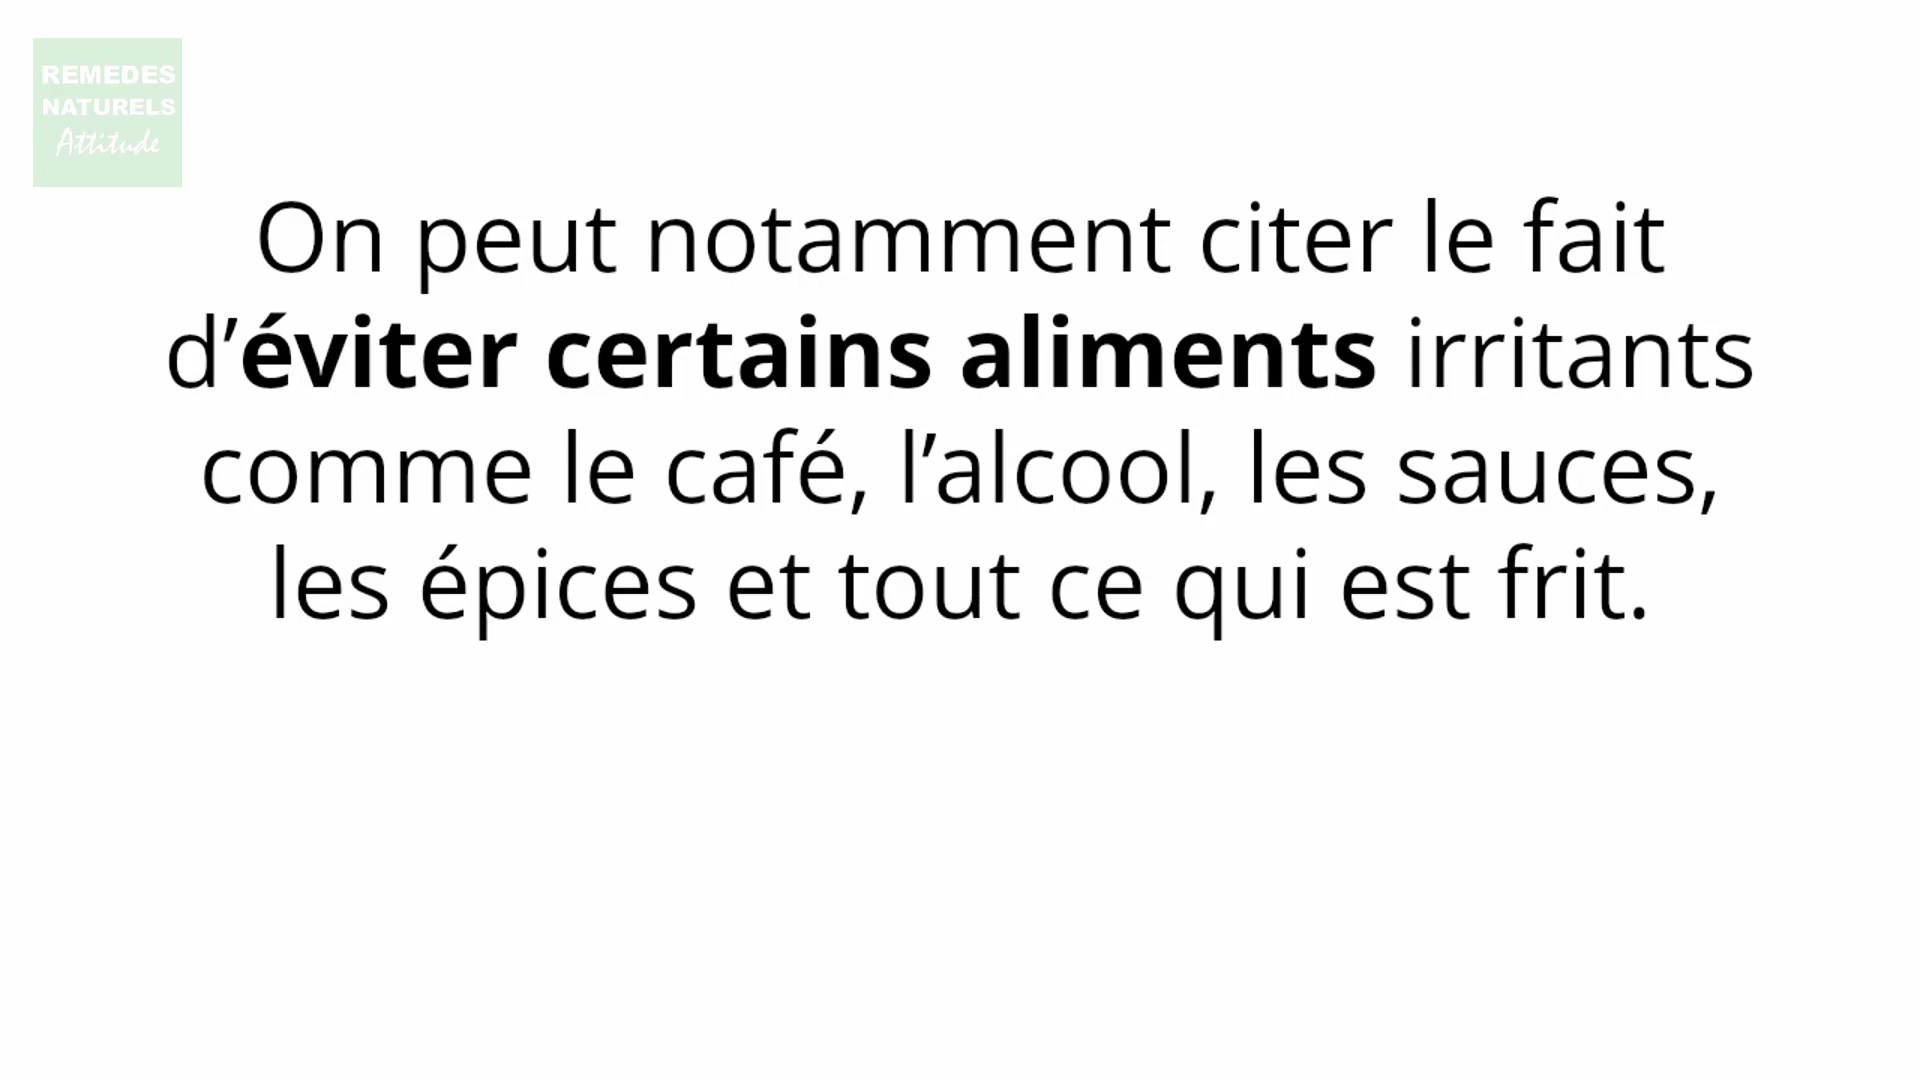 REMEDES
NATURELS
Attitude
On peut notamment citer le fait
d’éviter certains aliments irritants
comme le café, l’alcool, les sauces,
les épices et tout ce qui est frit.